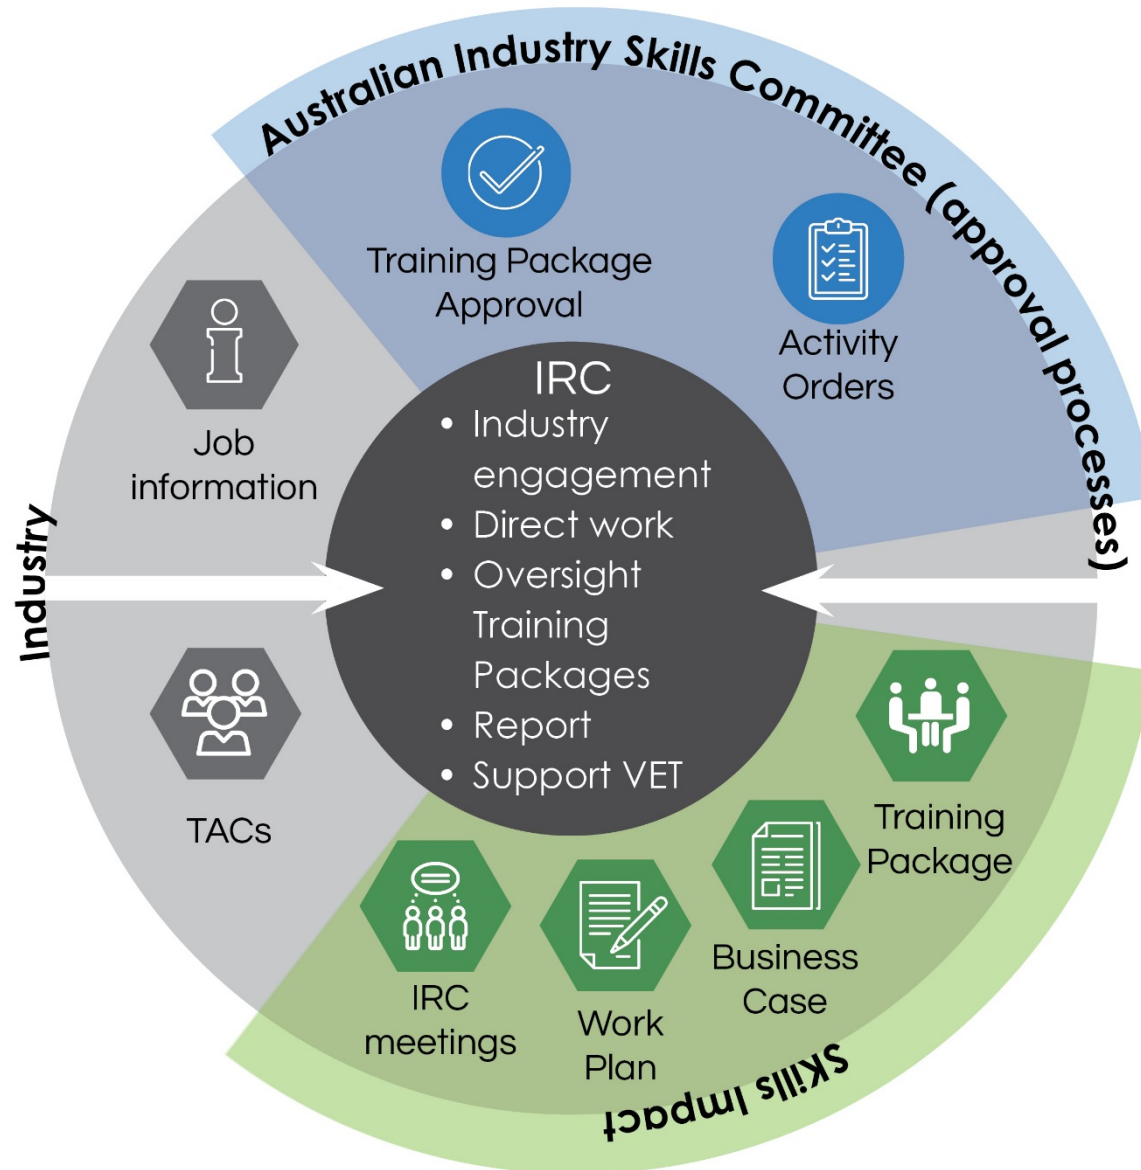 Australian Industry Skills Committee (approval processes)
Training Package
Approval
Activity
Orders
Job
information
Industry
TACs
IRC
• Industry
engagement
• Direct work
• Oversight
Training
Packages
• Report
• Support VET
Training
Package
Business
Case
Work
Plan
IRC
meetings
Skills Impact